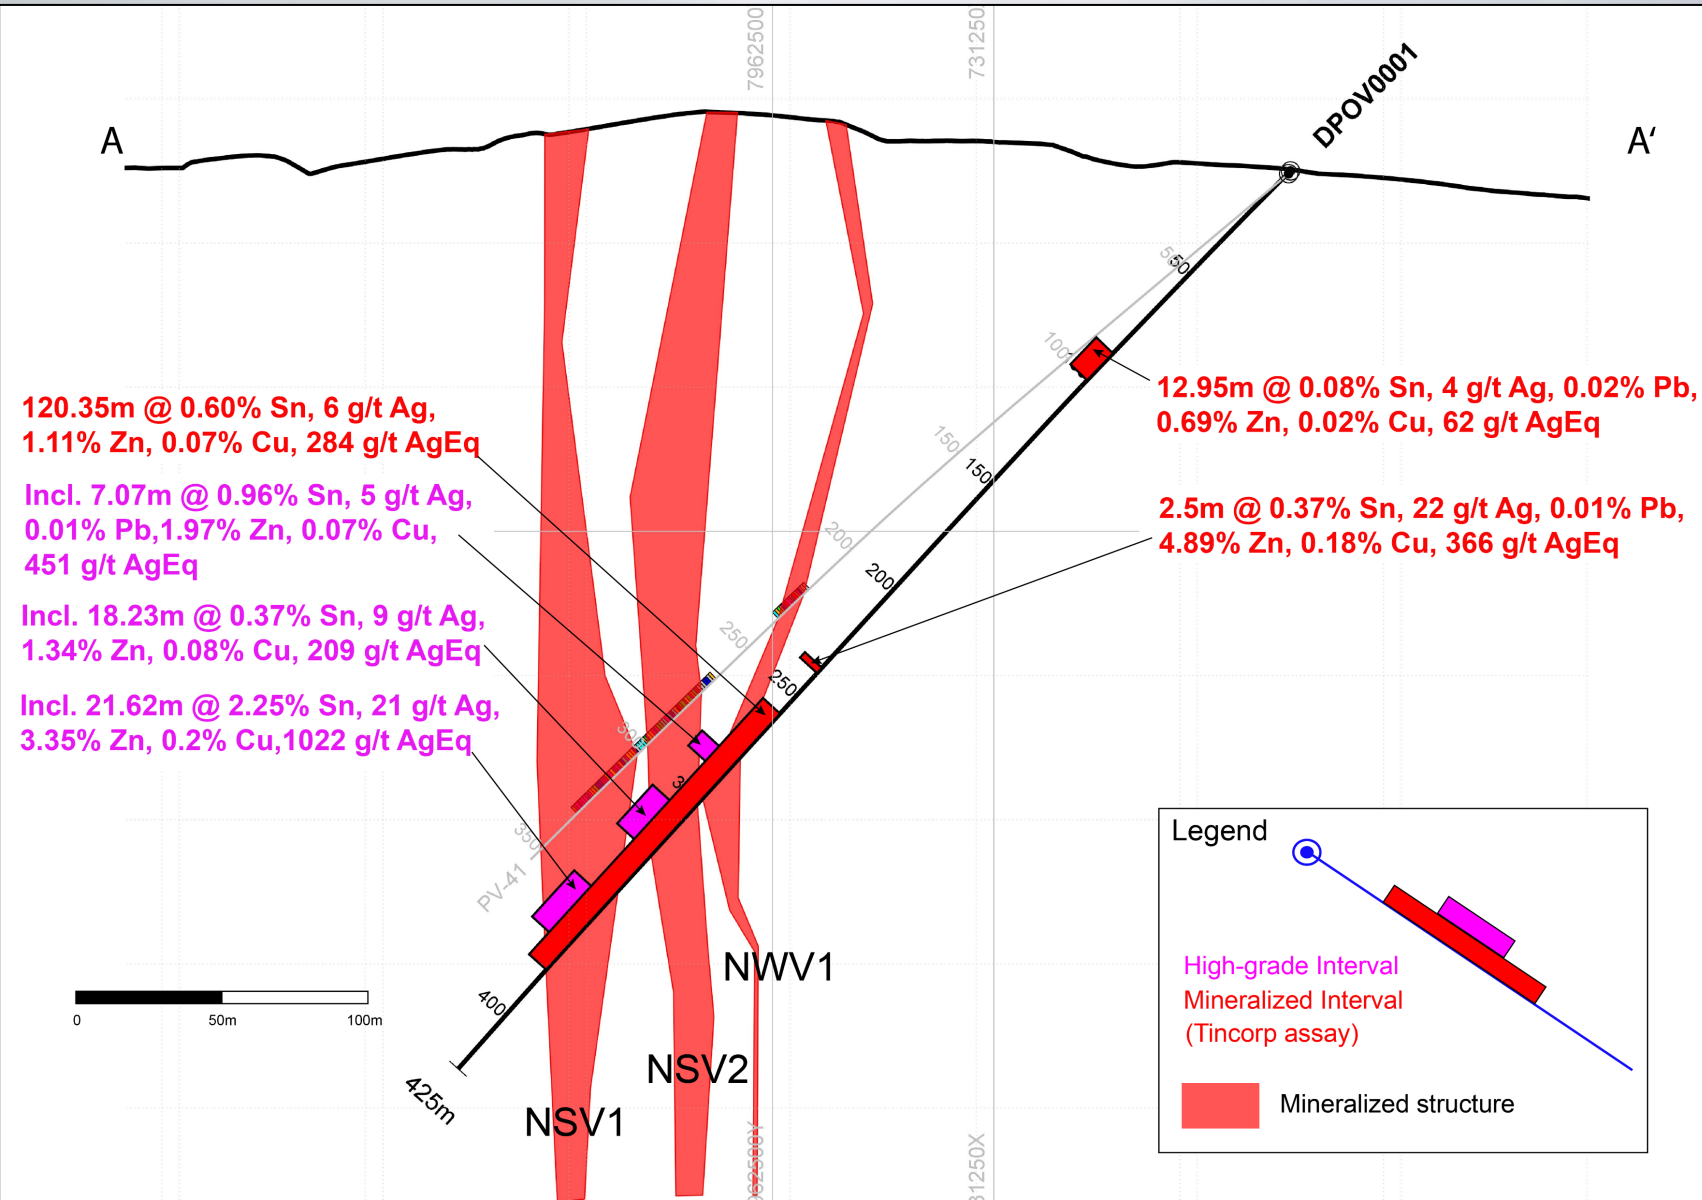 7962500
731250
DPOV0001
A
A'
50
50
100
150
150
200
200
250
250
300
3
350
PV-41
400
425m
120.35m @ 0.60% Sn, 6 g/t Ag,
1.11% Zn, 0.07% Cu, 284 g/t AgEq
Incl. 7.07m @ 0.96% Sn, 5 g/t Ag,
0.01% Pb,1.97% Zn, 0.07% Cu,
451 g/t AgEq
Incl. 18.23m @ 0.37% Sn, 9 g/t Ag,
1.34% Zn, 0.08% Cu, 209 g/t AgEq
Incl. 21.62m @ 2.25% Sn, 21 g/t Ag,
3.35% Zn, 0.2% Cu,1022 g/t AgEq
12.95m @ 0.08% Sn, 4 g/t Ag, 0.02% Pb,
0.69% Zn, 0.02% Cu, 62 g/t AgEq
2.5m @ 0.37% Sn, 22 g/t Ag, 0.01% Pb,
4.89% Zn, 0.18% Cu, 366 g/t AgEq
NWV1
NSV2
NSV1
0 50m 100m
Legend
High-grade Interval
Mineralized Interval
(Tincorp assay)
Mineralized structure
31250X